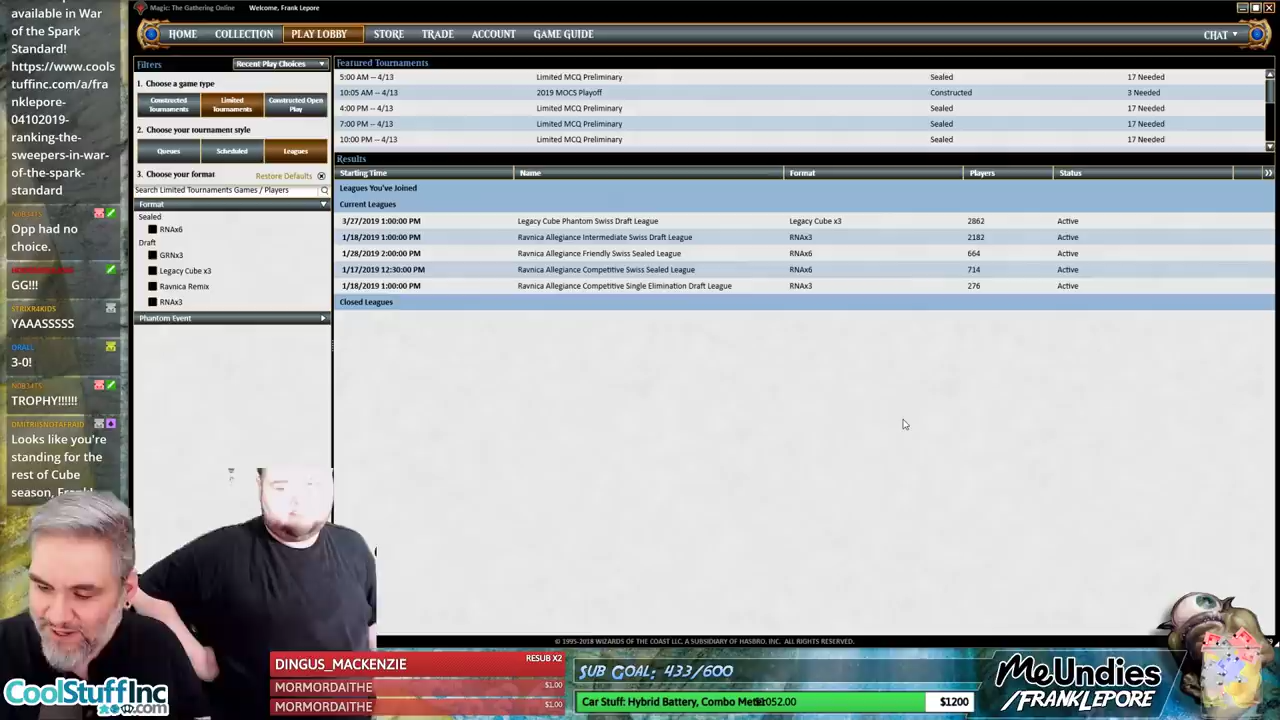 Magic: The Gathering Online
Welcome, Frank Lepore
HOME COLLECTION PLAY LOBBY STORE TRADE ACCOUNT GAME GUIDE
CHAT
available in War
of the Spark
Standard!
https://www.cools
tuffinc.com/a/fra
nklepore-
04102019-
ranking-the-
sweepers-in-war-
of-the-spark-
standard
N0B34TS
Opp had no
choice.
GG!!!
STRIXR4KIDS
YAAASSSSS
ORALL
3-0!
N0B34TS
TROPHY!!!!!!
DMITRIISNOTAFRAID
Looks like you're
standing for the
rest of Cube
season, Frank!
Filters
Recent Play Choices
1. Choose a game type
Constructed Tournaments
Limited Tournaments
Constructed Open Play
2. Choose your tournament style
Queues Scheduled Leagues
3. Choose your format
Restore Defaults
Search Limited Tournaments Games / Players
Format
Sealed
RNAx6
Draft
GRNx3
Legacy Cube x3
Ravnica Remix
RNAx3
Phantom Event
Featured Tournaments
5:00 AM -- 4/13 Limited MCQ Preliminary Sealed 17 Needed
10:05 AM -- 4/13 2019 MOCS Playoff Constructed 3 Needed
4:00 PM -- 4/13 Limited MCQ Preliminary Sealed 17 Needed
7:00 PM -- 4/13 Limited MCQ Preliminary Sealed 17 Needed
10:00 PM -- 4/13 Limited MCQ Preliminary Sealed 17 Needed
Results
Starting Time Name Format Players Status
Leagues You've Joined
Current Leagues
3/27/2019 1:00:00 PM Legacy Cube Phantom Swiss Draft League Legacy Cube x3 2862 Active
1/18/2019 1:00:00 PM Ravnica Allegiance Intermediate Swiss Draft League RNAx3 2182 Active
1/28/2019 2:00:00 PM Ravnica Allegiance Friendly Swiss Sealed League RNAx6 664 Active
1/17/2019 12:30:00 PM Ravnica Allegiance Competitive Swiss Sealed League RNAx6 714 Active
1/18/2019 1:00:00 PM Ravnica Allegiance Competitive Single Elimination Draft League RNAx3 276 Active
Closed Leagues
© 1995-2018 WIZARDS OF THE COAST LLC, A SUBSIDIARY OF HASBRO, INC. ALL RIGHTS RESERVED.
DINGUS_MACKENZIE RESUB X2
MORMORDAITHE $1.00
MORMORDAITHE $1.00
SUB GOAL: 433/600
Car Stuff: Hybrid Battery, Combo Meter $1052.00
$1200
MeUndies
/FRANKLEPORE
CoolStuffInc
.com